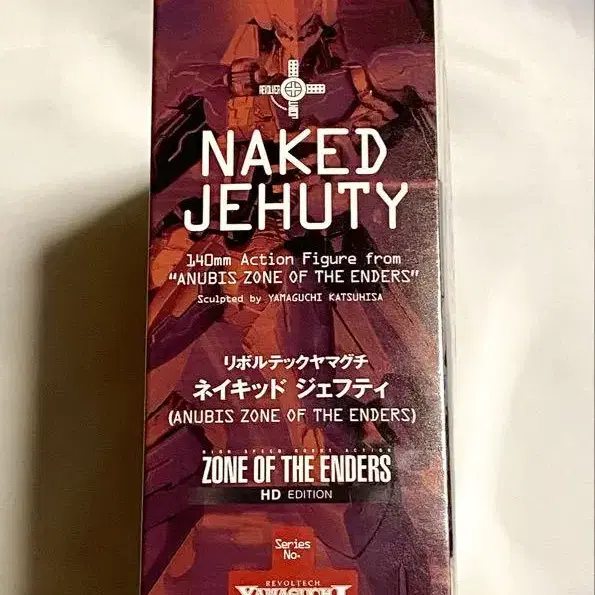 REVOLTECH
NAKED
JEHUTY
140mm Action Figure from
"ANUBIS ZONE OF THE ENDERS"
Sculpted by YAMAGUCHI KATSUHISA
リボルテックヤマグチ
ネイキッド ジェフティ
(ANUBIS ZONE OF THE ENDERS)
HIGH SPEED ROBOT ACTION
ZONE OF THE ENDERS
HD EDITION
Series
No.
REVOLTECH
YAMAGUCHI